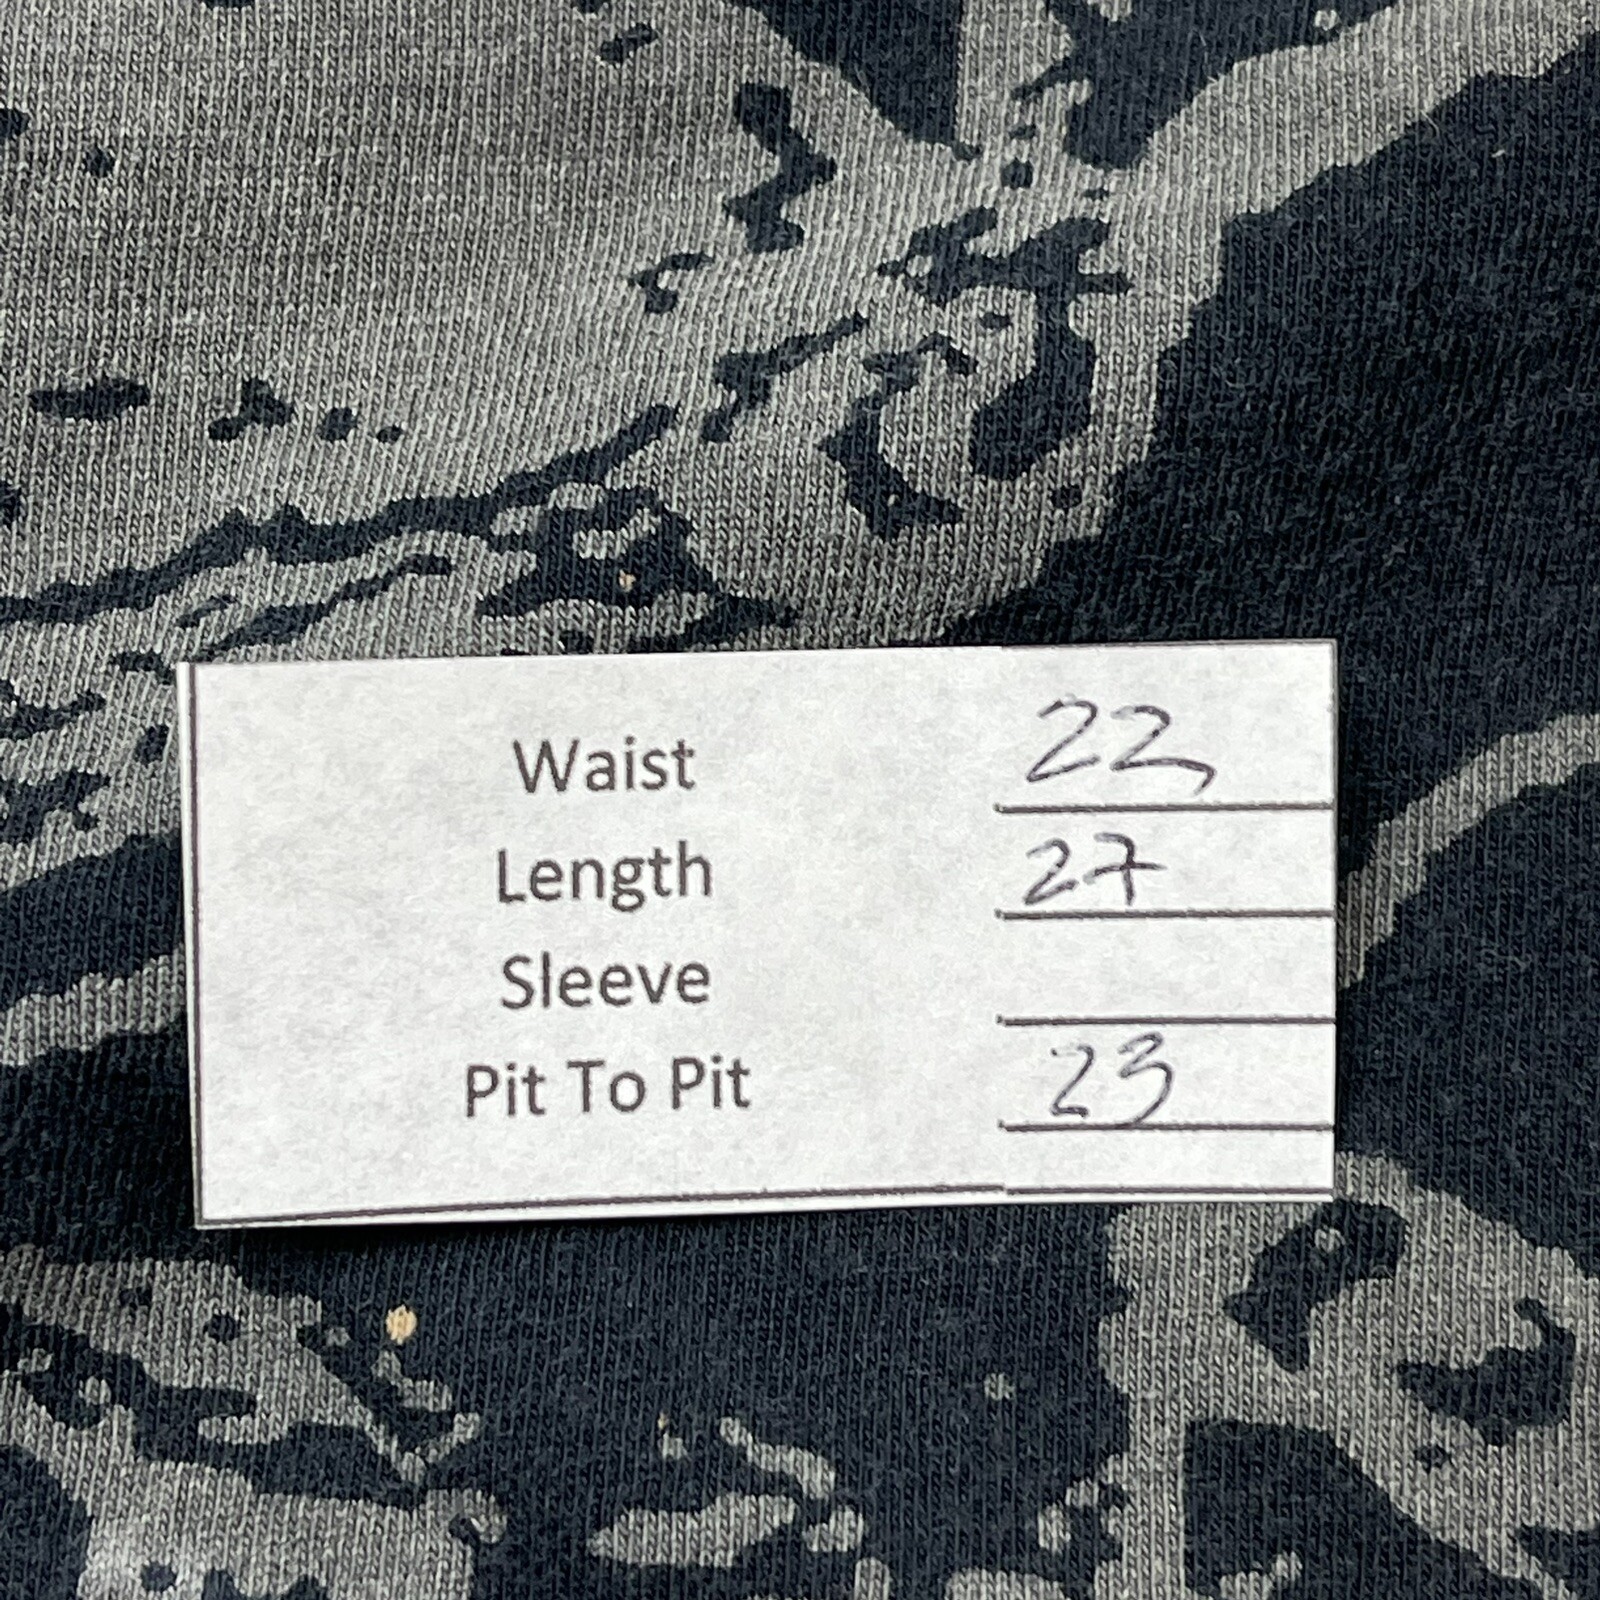 Waist 22
Length 27
Sleeve
Pit To Pit 23